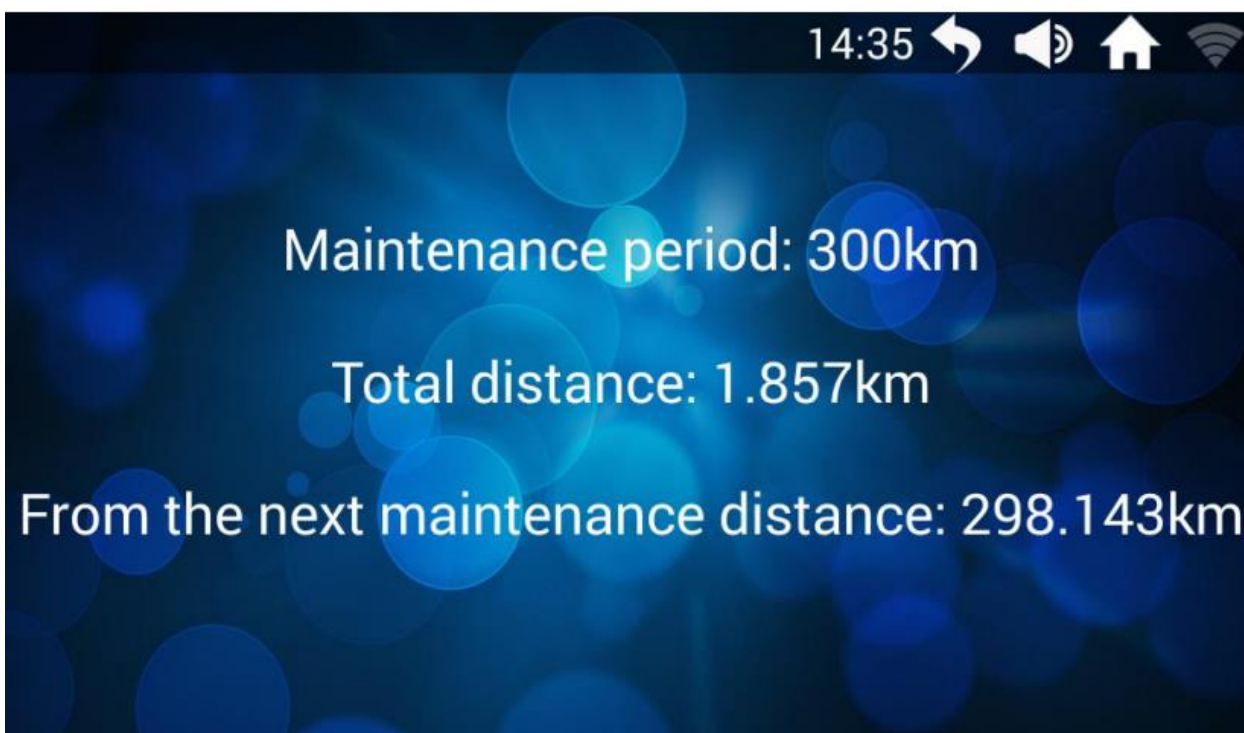 14:35
Maintenance period: 300km
Total distance: 1.857km
From the next maintenance distance: 298.143km